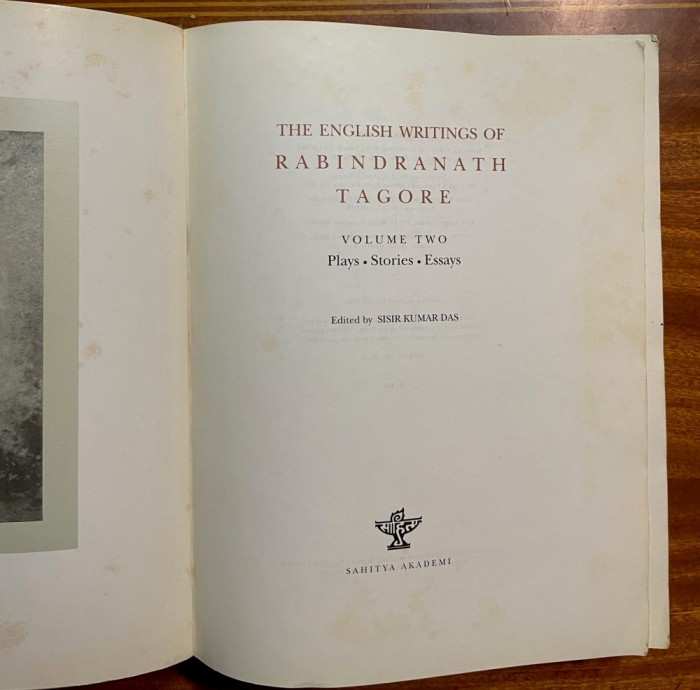 THE ENGLISH WRITINGS OF
RABINDRANATH
TAGORE
VOLUME TWO
Plays • Stories • Essays
Edited by SISIR KUMAR DAS
SAHITYA AKADEMI